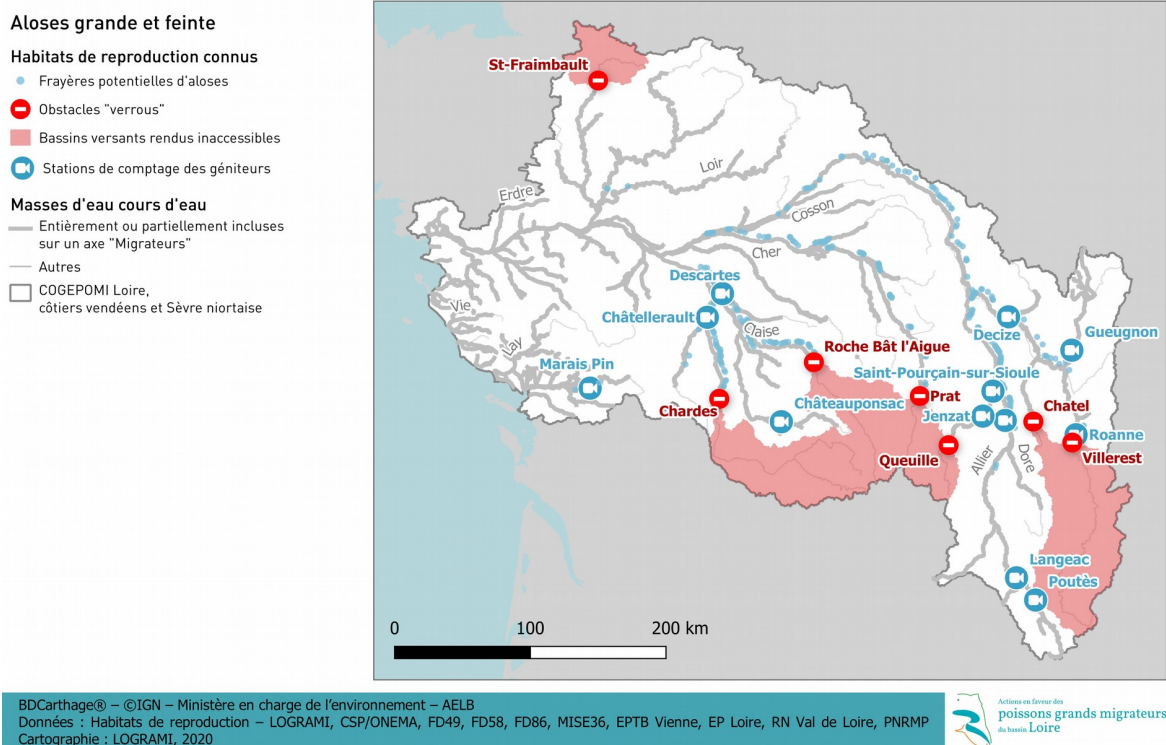 Aloses grande et feinte
Habitats de reproduction connus
Frayères potentielles d'aloses
Obstacles "verrous"
Bassins versants rendus inaccessibles
Stations de comptage des géniteurs
Masses d'eau cours d'eau
Entièrement ou partiellement incluses
sur un axe "Migrateurs"
Autres
COGEPOMI Loire,
côtiers vendéens et Sèvre niortaise
St-Fraimbault
Loir
Erdre
Cosson
Cher
Descartes
Châtellerault
Claise
Vie
Lay
Marais Pin
Decize
Gueugnon
Roche Bât l'Aigue
Saint-Pourçain-sur-Sioule
Chardes
Châteauponsac
Prat
Jenzat
Chatel
Roanne
Queuille
Villerest
Allier
Dore
Langeac
Poutès
0 100 200 km
BDCarthage® – ©IGN – Ministère en charge de l'environnement – AELB
Données : Habitats de reproduction – LOGRAMI, CSP/ONEMA, FD49, FD58, FD86, MISE36, EPTB Vienne, EP Loire, RN Val de Loire, PNRMP
Cartographie : LOGRAMI, 2020
Actions en faveur des
poissons grands migrateurs
du bassin Loire